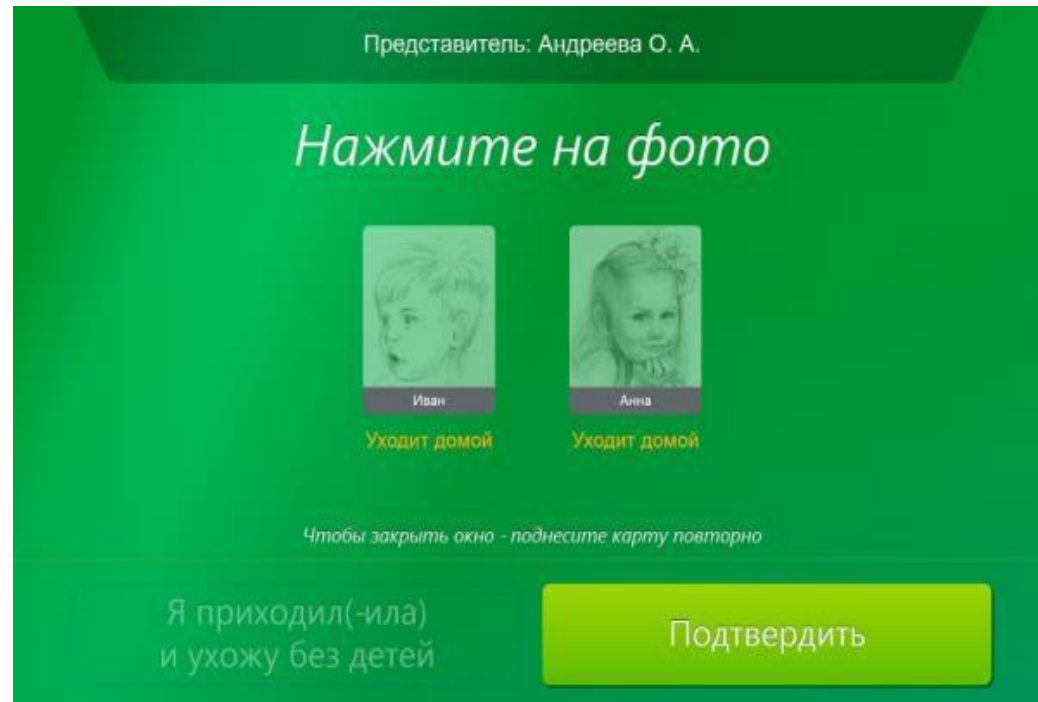 Представитель: Андреева О. А.
Нажмите на фото
Иван
Анна
Уходит домой
Уходит домой
Чтобы закрыть окно - поднесите карту повторно
Я приходил(-ила)
и ухожу без детей
Подтвердить